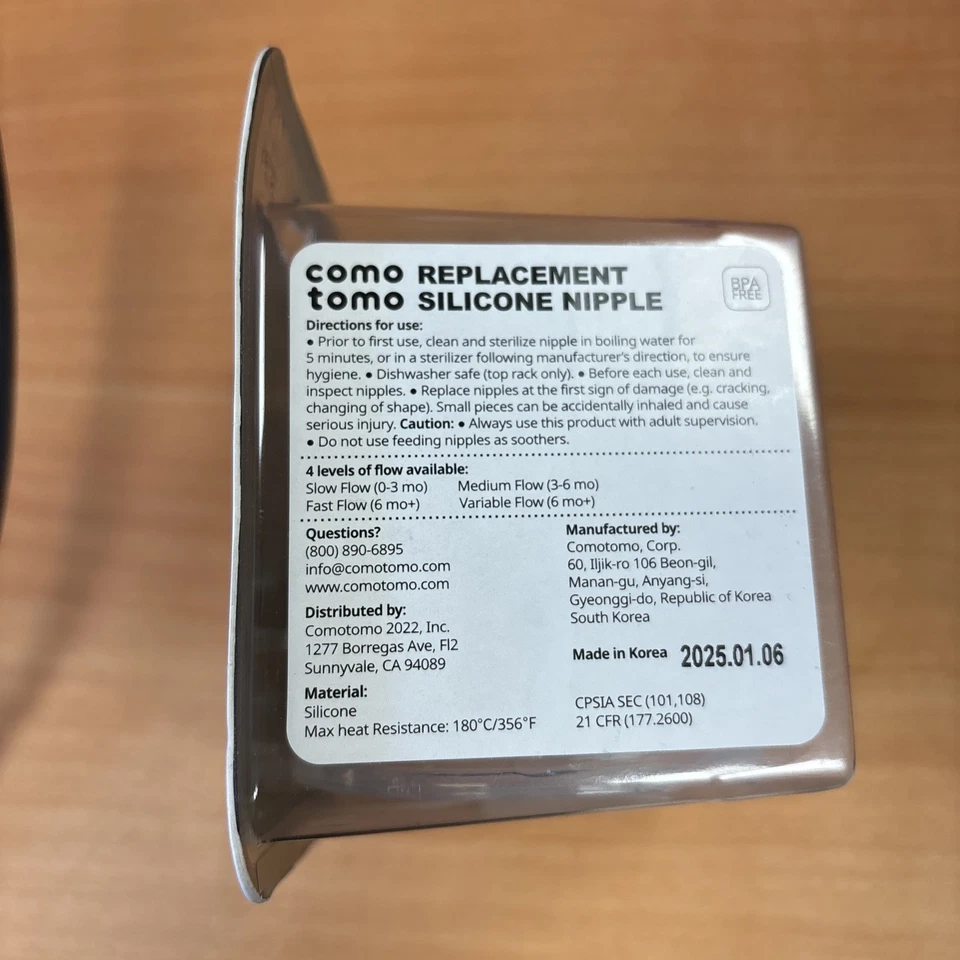 como REPLACEMENT
tomo SILICONE NIPPLE
BPA
FREE
Directions for use:
• Prior to first use, clean and sterilize nipple in boiling water for
5 minutes, or in a sterilizer following manufacturer's direction, to ensure
hygiene. • Dishwasher safe (top rack only). • Before each use, clean and
inspect nipples. • Replace nipples at the first sign of damage (e.g. cracking,
changing of shape). Small pieces can be accidentally inhaled and cause
serious injury. Caution: • Always use this product with adult supervision.
• Do not use feeding nipples as soothers.
4 levels of flow available:
Slow Flow (0-3 mo) Medium Flow (3-6 mo)
Fast Flow (6 mo+) Variable Flow (6 mo+)
Questions?
(800) 890-6895
info@comotomo.com
www.comotomo.com
Distributed by:
Comotomo 2022, Inc.
1277 Borregas Ave, Fl2
Sunnyvale, CA 94089
Material:
Silicone
Max heat Resistance: 180°C/356°F
Manufactured by:
Comotomo, Corp.
60, Iljik-ro 106 Beon-gil,
Manan-gu, Anyang-si,
Gyeonggi-do, Republic of Korea
South Korea
Made in Korea 2025.01.06
CPSIA SEC (101,108)
21 CFR (177.2600)